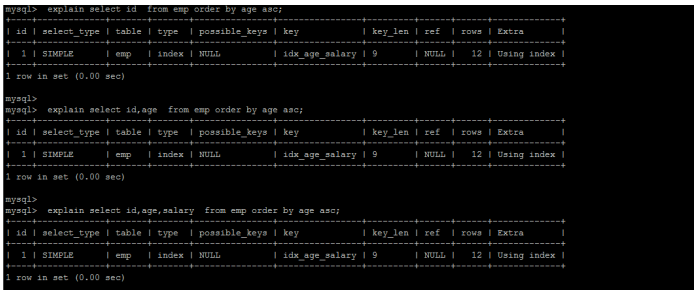 mysql>  explain select id  from emp order by age asc;
+----+-------------+-------+-------+---------------+----------------+---------+------+------+-------------+
| id | select_type | table | type  | possible_keys | key            | key_len | ref  | rows | Extra       |
+----+-------------+-------+-------+---------------+----------------+---------+------+------+-------------+
|  1 | SIMPLE      | emp   | index | NULL          | idx_age_salary | 9       | NULL |   12 | Using index |
+----+-------------+-------+-------+---------------+----------------+---------+------+------+-------------+
1 row in set (0.00 sec)
mysql>
mysql>  explain select id,age  from emp order by age asc;
+----+-------------+-------+-------+---------------+----------------+---------+------+------+-------------+
| id | select_type | table | type  | possible_keys | key            | key_len | ref  | rows | Extra       |
+----+-------------+-------+-------+---------------+----------------+---------+------+------+-------------+
|  1 | SIMPLE      | emp   | index | NULL          | idx_age_salary | 9       | NULL |   12 | Using index |
+----+-------------+-------+-------+---------------+----------------+---------+------+------+-------------+
1 row in set (0.00 sec)
mysql>
mysql>  explain select id,age,salary  from emp order by age asc;
+----+-------------+-------+-------+---------------+----------------+---------+------+------+-------------+
| id | select_type | table | type  | possible_keys | key            | key_len | ref  | rows | Extra       |
+----+-------------+-------+-------+---------------+----------------+---------+------+------+-------------+
|  1 | SIMPLE      | emp   | index | NULL          | idx_age_salary | 9       | NULL |   12 | Using index |
+----+-------------+-------+-------+---------------+----------------+---------+------+------+-------------+
1 row in set (0.00 sec)